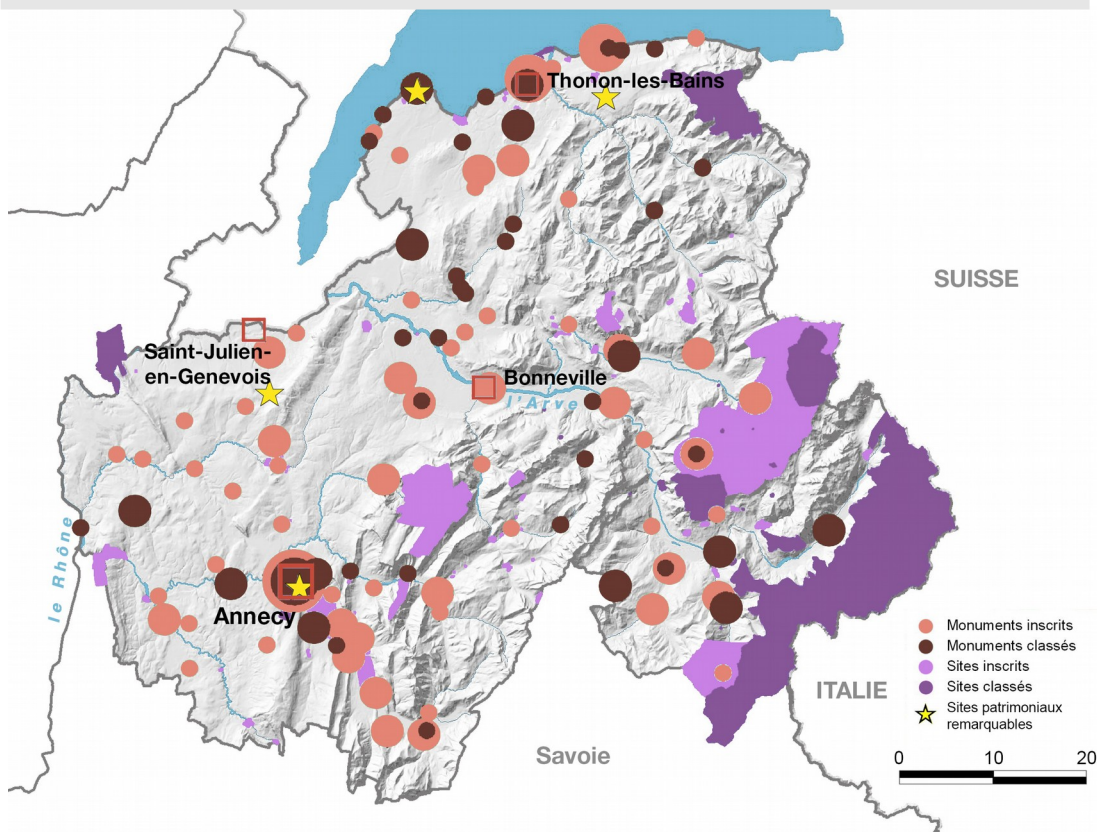 Thonon-les-Bains
SUISSE
Saint-Julien-
en-Genevois
Bonneville
l'Arve
le Rhône
Annecy
Monuments inscrits
Monuments classés
Sites inscrits
Sites classés
Sites patrimoniaux
remarquables
ITALIE
Savoie
0 10 20